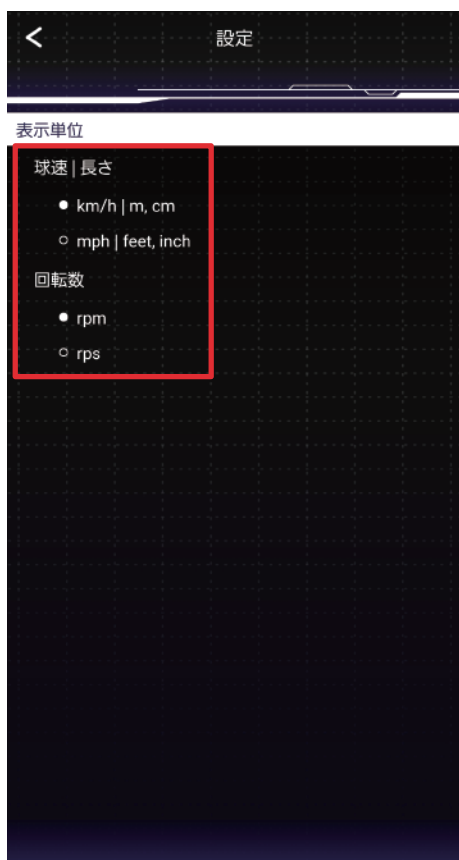 設定
表示単位
球速 | 長さ
km/h | m, cm
mph | feet, inch
回転数
rpm
rps